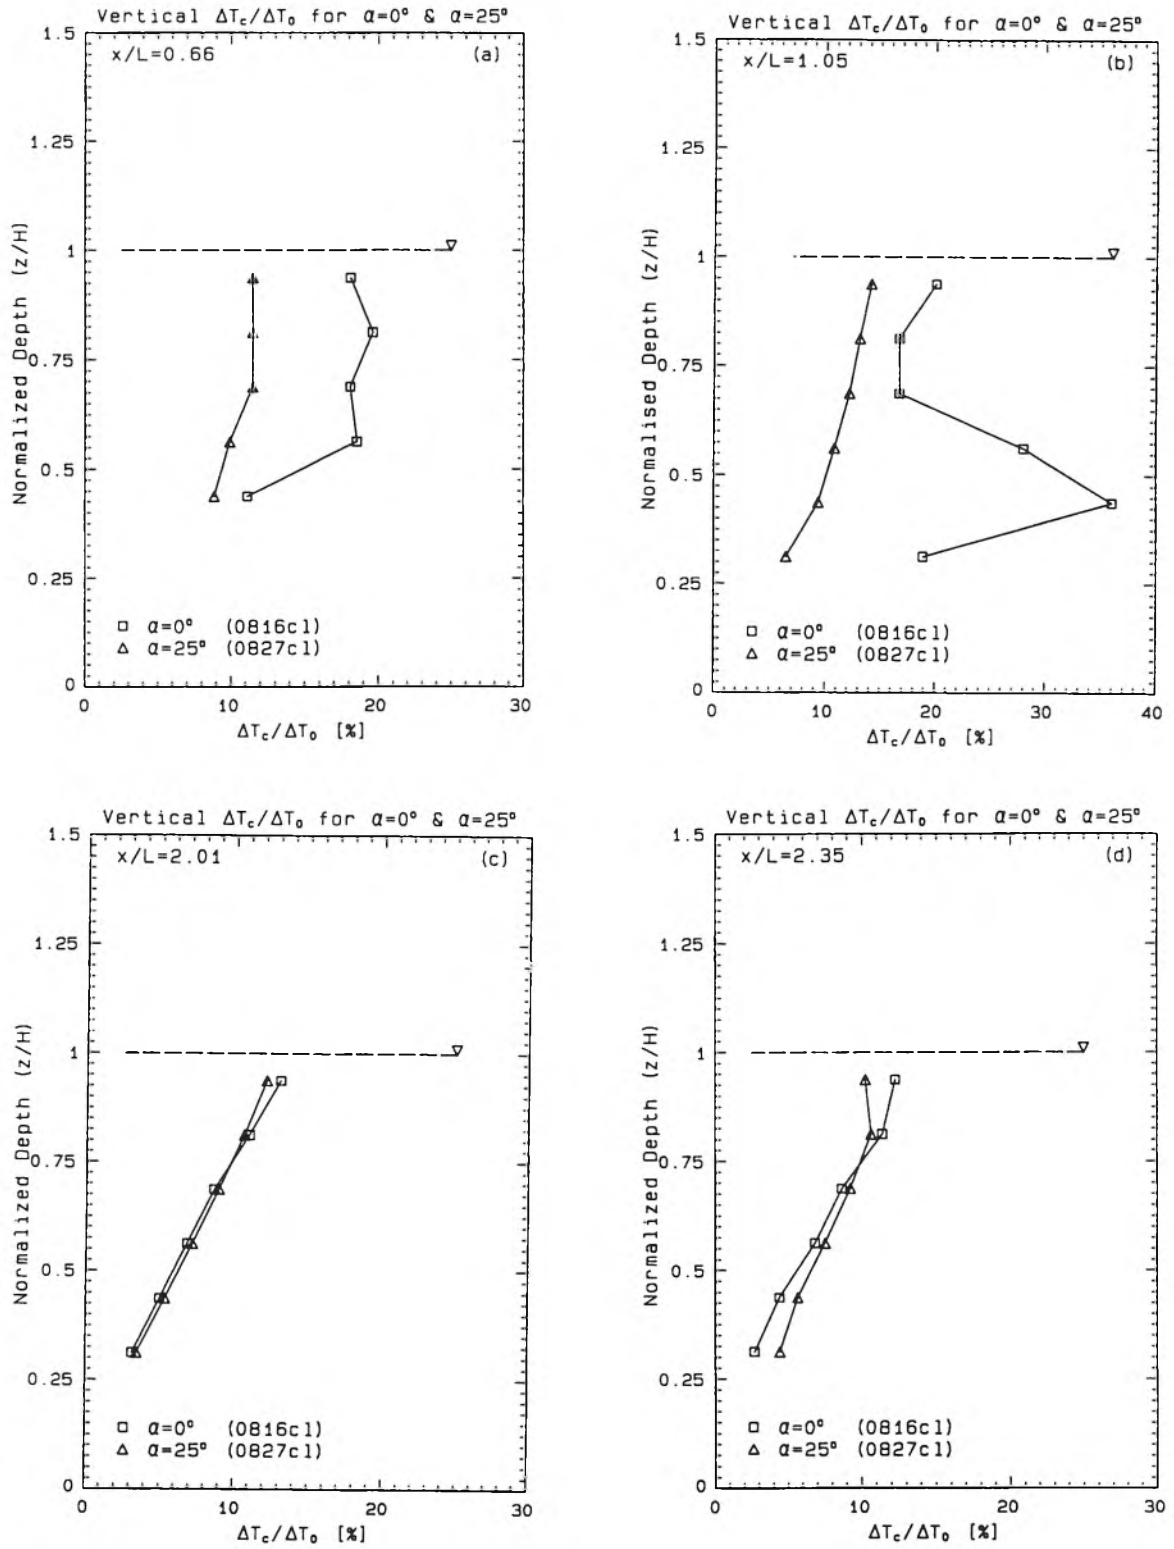 Vertical ΔTc/ΔT0 for α=0° & α=25°
1.5
x/L=0.66 (a)
1.25
1
0.75
0.5
0.25
0
Normalized Depth (z/H)
□ α=0° (0816cl)
△ α=25° (0827cl)
0 10 20 30
ΔTc/ΔT0 [%]
Vertical ΔTc/ΔT0 for α=0° & α=25°
1.5
x/L=1.05 (b)
1.25
1
0.75
0.5
0.25
0
Normalised Depth (z/H)
□ α=0° (0816cl)
△ α=25° (0827cl)
0 10 20 30 40
ΔTc/ΔT0 [%]
Vertical ΔTc/ΔT0 for α=0° & α=25°
1.5
x/L=2.01 (c)
1.25
1
0.75
0.5
0.25
0
Normalized Depth (z/H)
□ α=0° (0816cl)
△ α=25° (0827cl)
0 10 20 30
ΔTc/ΔT0 [%]
Vertical ΔTc/ΔT0 for α=0° & α=25°
1.5
x/L=2.35 (d)
1.25
1
0.75
0.5
0.25
0
Normalized Depth (z/H)
□ α=0° (0816cl)
△ α=25° (0827cl)
0 10 20 30
ΔTc/ΔT0 [%]